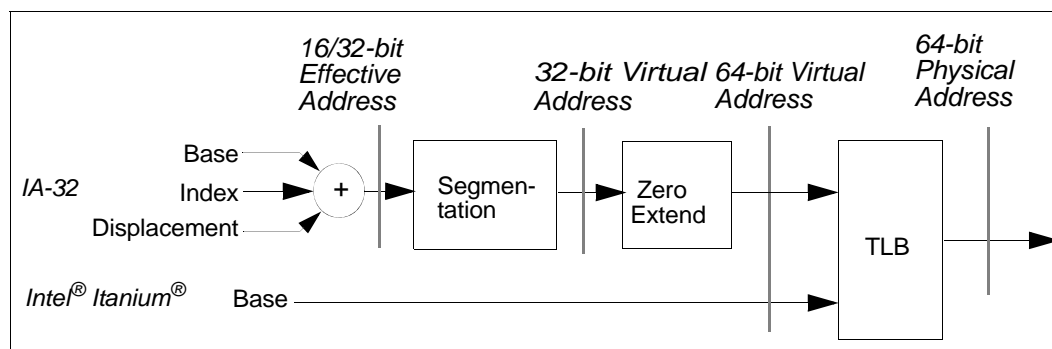 16/32-bit
Effective
Address
32-bit Virtual
Address
64-bit Virtual
Address
64-bit
Physical
Address
IA-32
Base
Index
Displacement
+
Segmen-
tation
Zero
Extend
TLB
Intel® Itanium®
Base